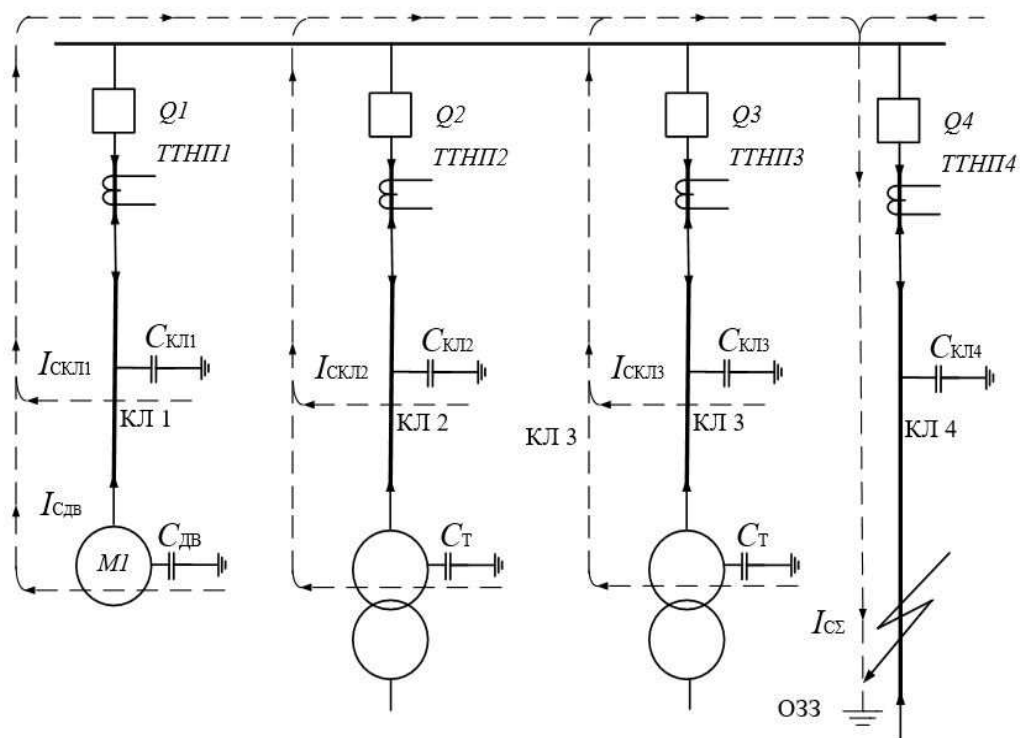 Q1
Q2
Q3
Q4
ТТНП1
ТТНП2
ТТНП3
ТТНП4
CКЛ1
CКЛ2
CКЛ3
CКЛ4
IСКЛ1
IСКЛ2
IСКЛ3
КЛ 1
КЛ 2
КЛ 3
КЛ 3
КЛ 4
IСДВ
CДВ
CТ
CТ
M1
IСΣ
ОЗЗ